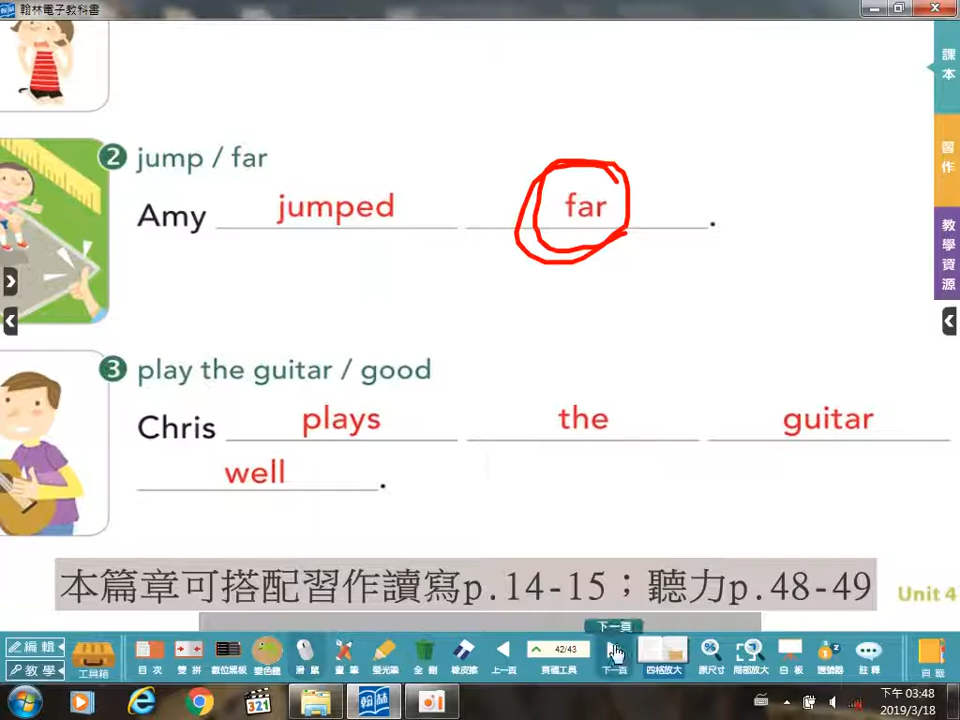 翰林電子教科書
課本
習作
教學資源
2 jump / far
Amy jumped far .
3 play the guitar / good
Chris plays the guitar
well .
本篇章可搭配習作讀寫p.14-15；聽力p.48-49
Unit 4
下一頁
編輯
教學
工具箱
目次
雙拼
數位黑板
變色龍
滑鼠
畫筆
螢光筆
全刪
橡皮擦
上一頁
42/43
頁碼工具
下一頁
四格放大
原尺寸
局部放大
白板
選號器
註釋
頁籤
321
下午 03:48
2019/3/18